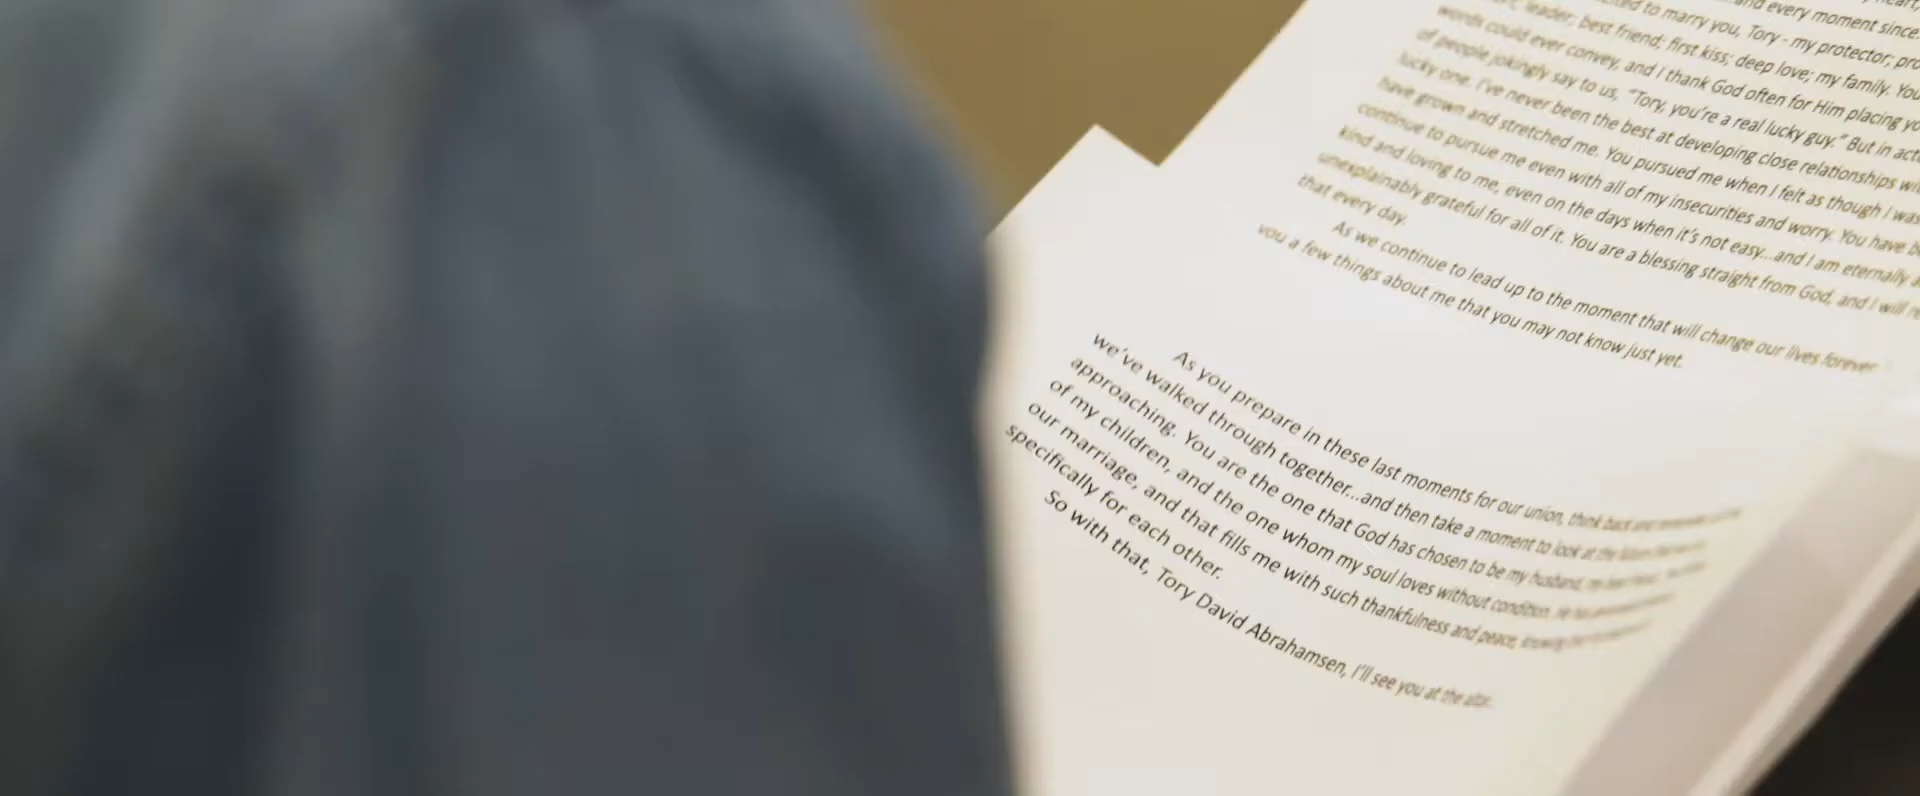 and every moment since.
to marry you, Tory - my protector; pro
leader; best friend; first kiss; deep love; my family. You
words could ever convey, and I thank God often for Him placing yo
of people jokingly say to us, "Tory, you're a real lucky guy." But in act
lucky one. I've never been the best at developing close relationships wi
have grown and stretched me. You pursued me when I felt as though I was
continue to pursue me even with all of my insecurities and worry. You have b
kind and loving to me, even on the days when it's not easy...and I am eternally a
unexplainably grateful for all of it. You are a blessing straight from God, and I will re
that every day.
As we continue to lead up to the moment that will change our lives forever
you a few things about me that you may not know just yet.
As you prepare in these last moments for our union, think back and
we've walked through together...and then take a moment to look at the
approaching. You are the one that God has chosen to be my husband,
of my children, and the one whom my soul loves without condition. He has
our marriage, and that fills me with such thankfulness and peace, knowing
specifically for each other.
So with that, Tory David Abrahamsen, I'll see you at the altar.